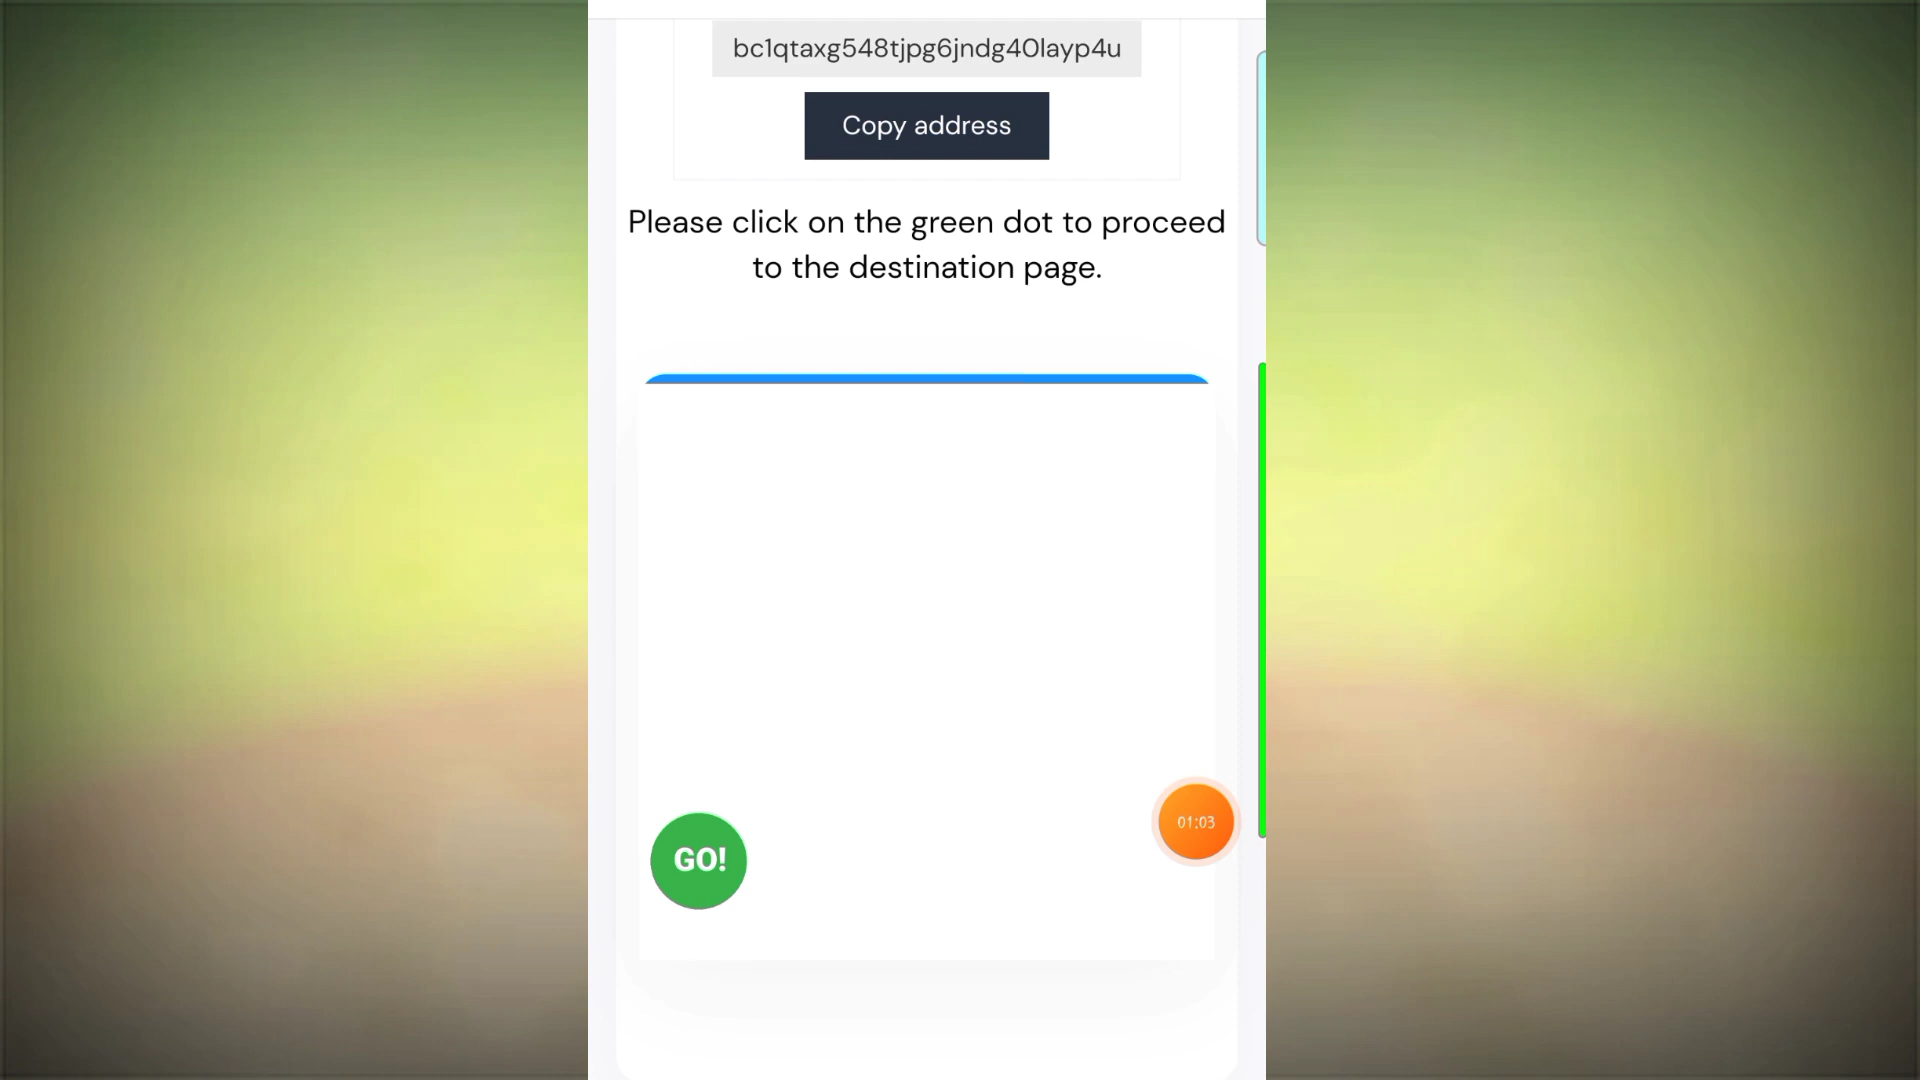 bc1qtaxg548tjpg6jndg40layp4u
Copy address
Please click on the green dot to proceed
to the destination page.
01:03
GO!